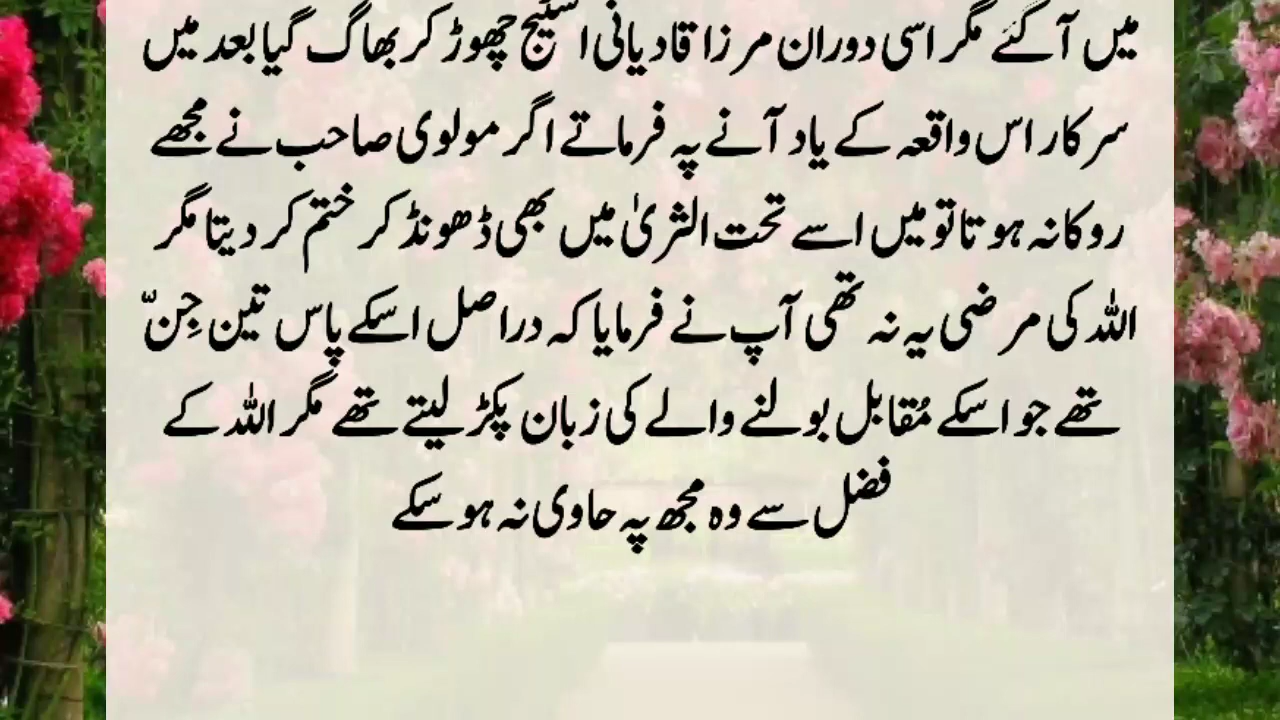 میں آگئے مگر اسی دوران مرزا قادیانی اسٹیج چھوڑ کر بھاگ گیا بعد میں
سرکار اس واقعہ کے یاد آنے پہ فرماتے اگر مولوی صاحب نے مجھے
روکا نہ ہوتا تو میں اسے تحت الثریٰ میں بھی ڈھونڈ کر ختم کر دیتا مگر
اللہ کی مرضی یہ نہ تھی آپ نے فرمایا کہ دراصل اسکے پاس تین جِنّ
تھے جو اسکے مُقابل بولنے والے کی زبان پکڑ لیتے تھے مگر اللہ کے
فضل سے وہ مجھ پہ حاوی نہ ہو سکے